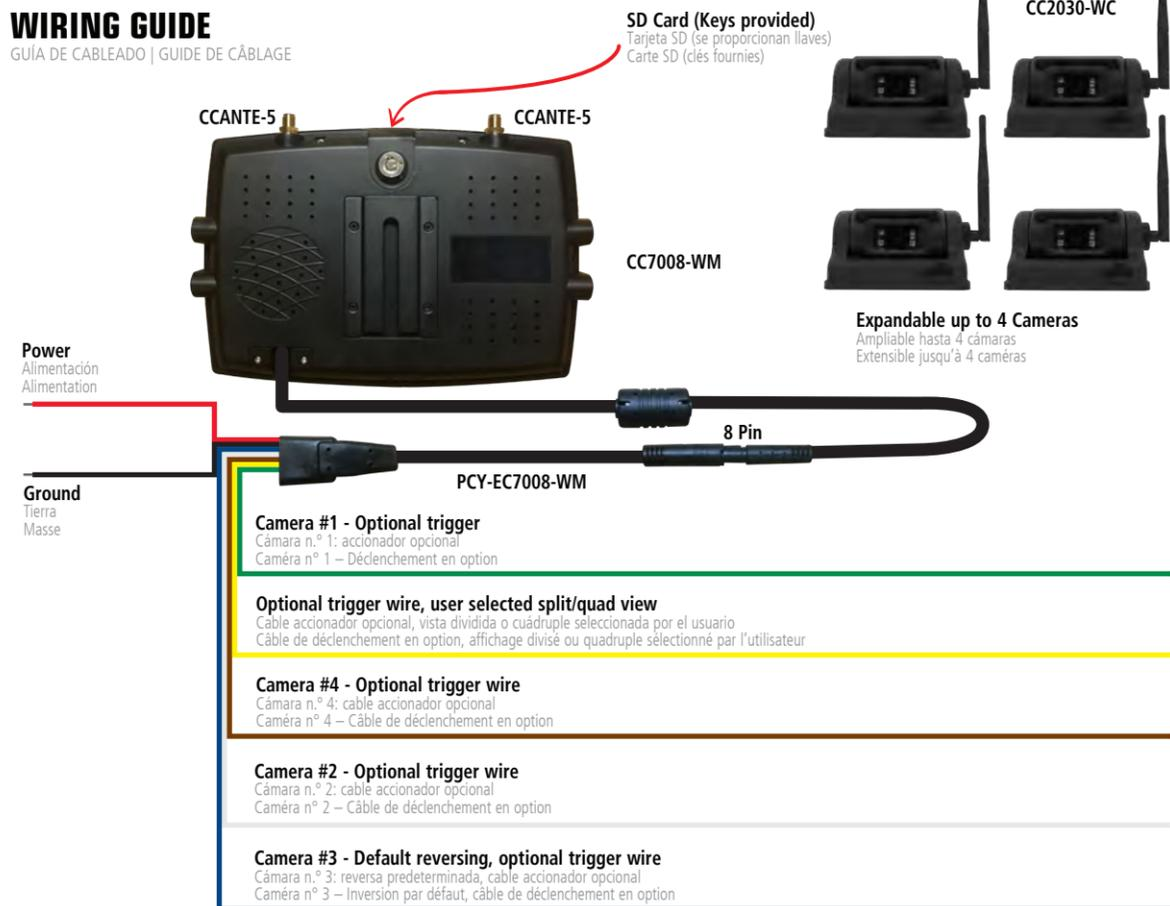 WIRING GUIDE
GUÍA DE CABLEADO | GUIDE DE CÂBLAGE
SD Card (Keys provided)
Tarjeta SD (se proporcionan llaves)
Carte SD (clés fournies)
CC2030-WC
CCANTE-5
CCANTE-5
CC7008-WM
Expandable up to 4 Cameras
Ampliable hasta 4 cámaras
Extensible jusqu'à 4 caméras
Power
Alimentación
Alimentation
8 Pin
PCY-EC7008-WM
Ground
Tierra
Masse
Camera #1 - Optional trigger
Cámara n.° 1: accionador opcional
Caméra n° 1 – Déclenchement en option
Optional trigger wire, user selected split/quad view
Cable accionador opcional, vista dividida o cuádruple seleccionada por el usuario
Câble de déclenchement en option, affichage divisé ou quadruple sélectionné par l'utilisateur
Camera #4 - Optional trigger wire
Cámara n.° 4: cable accionador opcional
Caméra n° 4 – Câble de déclenchement en option
Camera #2 - Optional trigger wire
Cámara n.° 2: cable accionador opcional
Caméra n° 2 – Câble de déclenchement en option
Camera #3 - Default reversing, optional trigger wire
Cámara n.° 3: reversa predeterminada, cable accionador opcional
Caméra n° 3 – Inversion par défaut, câble de déclenchement en option